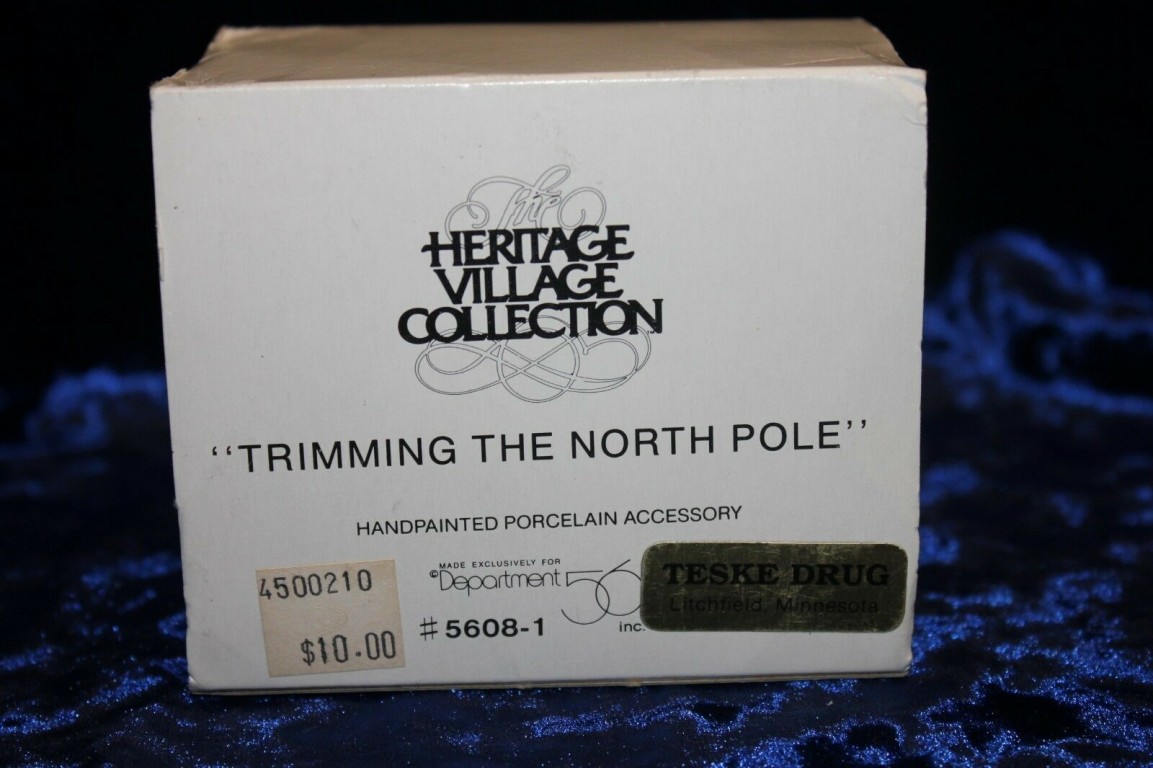 The
HERITAGE
VILLAGE
COLLECTION
‘‘TRIMMING THE NORTH POLE’’
HANDPAINTED PORCELAIN ACCESSORY
MADE EXCLUSIVELY FOR
©Department 56
# 5608-1
inc.
4500210
$10.00
TESKE DRUG
Litchfield, Minnesota